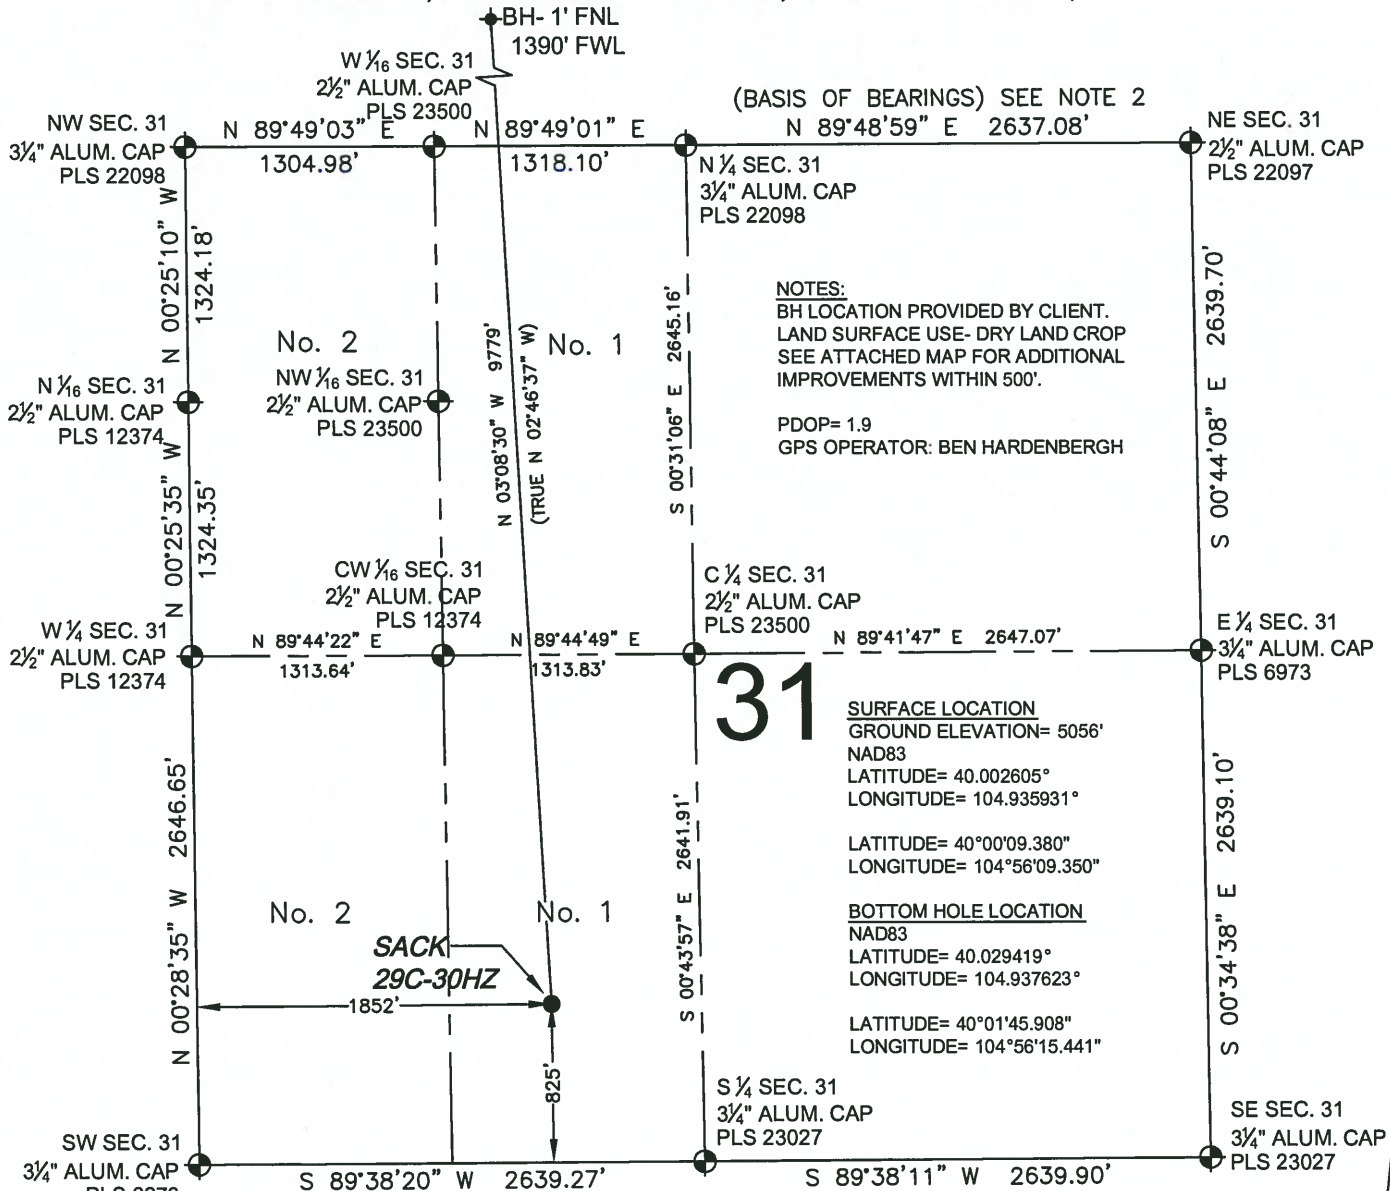 BH- 1' FNL
1390' FWL
W 1/16 SEC. 31
2½" ALUM. CAP
PLS 23500
(BASIS OF BEARINGS) SEE NOTE 2
NW SEC. 31
3¼" ALUM. CAP
PLS 22098
N 89°49'03" E
1304.98'
N 89°49'01" E
1318.10'
N 89°48'59" E 2637.08'
NE SEC. 31
2½" ALUM. CAP
PLS 22097
N ¼ SEC. 31
3¼" ALUM. CAP
PLS 22098
N 00°25'10" W
1324.18'
No. 2
No. 1
N 03°08'30" W 9779'
(TRUE N 02°46'37" W)
S 00°31'06" E 2645.16'
NOTES:
BH LOCATION PROVIDED BY CLIENT.
LAND SURFACE USE- DRY LAND CROP
SEE ATTACHED MAP FOR ADDITIONAL
IMPROVEMENTS WITHIN 500'.
PDOP= 1.9
GPS OPERATOR: BEN HARDENBERGH
S 00°44'08" E 2639.70'
N 1/16 SEC. 31
2½" ALUM. CAP
PLS 12374
NW 1/16 SEC. 31
2½" ALUM. CAP
PLS 23500
N 00°25'35" W
1324.35'
CW 1/16 SEC. 31
2½" ALUM. CAP
PLS 12374
C ¼ SEC. 31
2½" ALUM. CAP
PLS 23500
W ¼ SEC. 31
2½" ALUM. CAP
PLS 12374
N 89°44'22" E
1313.64'
N 89°44'49" E
1313.83'
N 89°41'47" E 2647.07'
E ¼ SEC. 31
3¼" ALUM. CAP
PLS 6973
31
SURFACE LOCATION
GROUND ELEVATION= 5056'
NAD83
LATITUDE= 40.002605°
LONGITUDE= 104.935931°
LATITUDE= 40°00'09.380"
LONGITUDE= 104°56'09.350"
BOTTOM HOLE LOCATION
NAD83
LATITUDE= 40.029419°
LONGITUDE= 104.937623°
LATITUDE= 40°01'45.908"
LONGITUDE= 104°56'15.441"
N 00°28'35" W 2646.65'
No. 2
No. 1
SACK
29C-30HZ
1852'
825'
S 00°43'57" E 2641.91'
S 00°34'38" E 2639.10'
S ¼ SEC. 31
3¼" ALUM. CAP
PLS 23027
SW SEC. 31
3¼" ALUM. CAP
S 89°38'20" W 2639.27'
S 89°38'11" W 2639.90'
SE SEC. 31
3¼" ALUM. CAP
PLS 23027